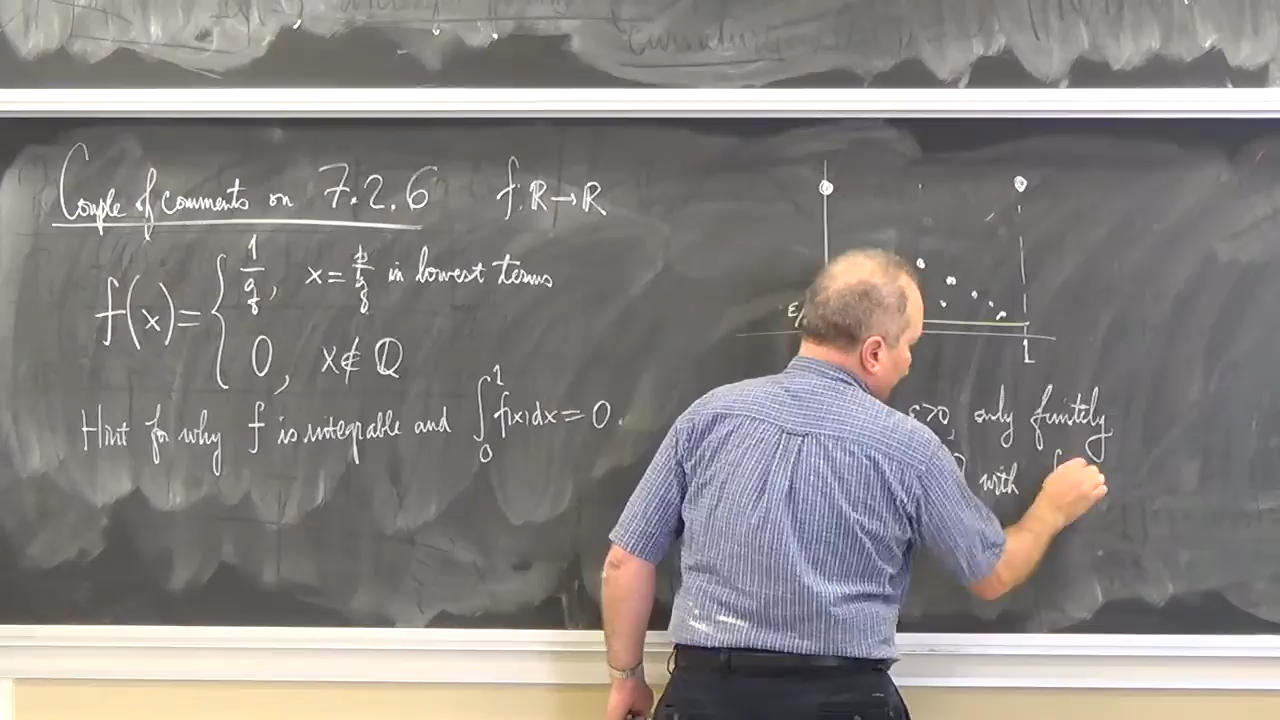 Couple of comments on 7.2.6 f: ℝ→ℝ
f(x) = { 1/q, x = p/q in lowest terms
0, x ∉ ℚ
Hint for why f is integrable and ∫₀¹ f(x)dx = 0.
ε/
1
ε>0, only finitely
with